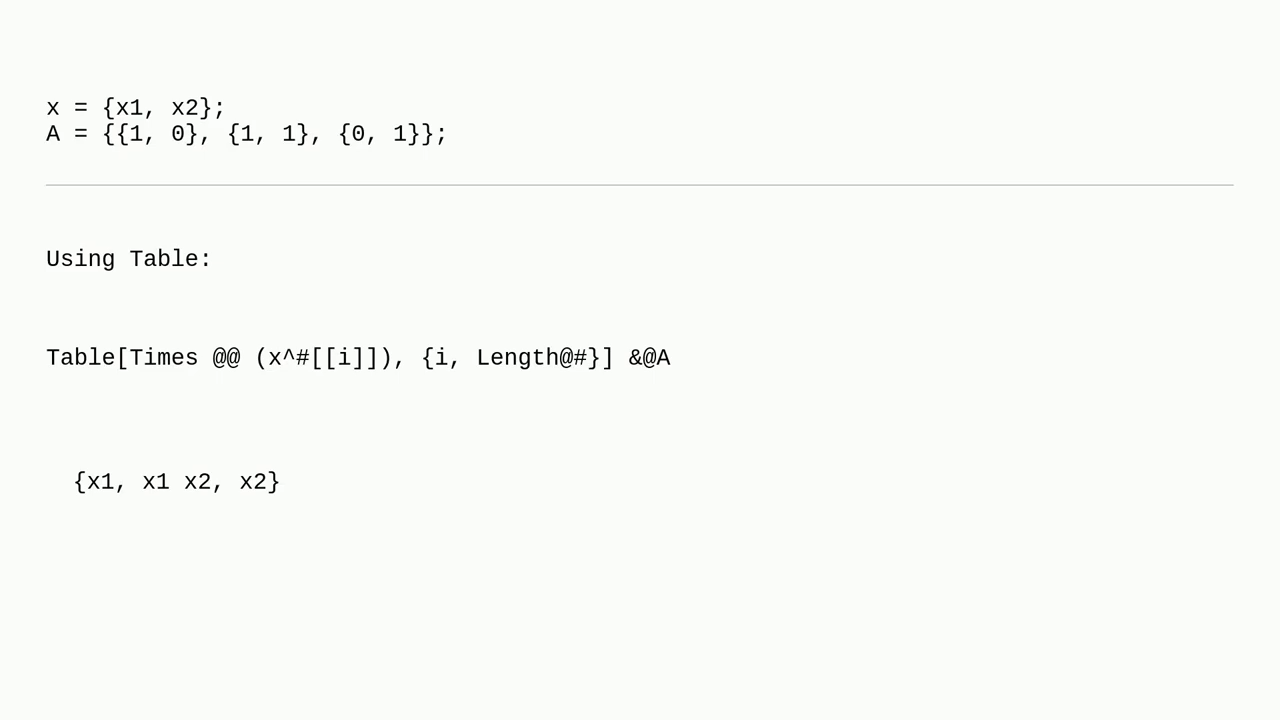 x = {x1, x2};
A = {{1, 0}, {1, 1}, {0, 1}};
Using Table:
Table[Times @@ (x^#[[i]]), {i, Length@#}] &@A
{x1, x1 x2, x2}